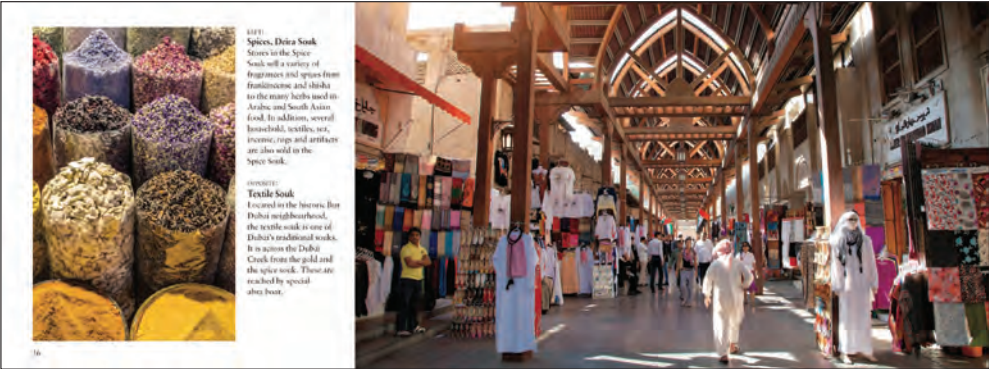 LEFT:
Spices, Deira Souk
Stores in the Spice
Souk sell a variety of
fragrances and spices from
frankincense and shisha
to the many herbs used in
Arabic and South Asian
food. In addition, several
household, textiles, tea,
incense, rugs and artifacts
are also sold in the
Spice Souk.
OPPOSITE:
Textile Souk
Located in the historic Bur
Dubai neighbourhood,
the textile souk is one of
Dubai's traditional souks.
It is across the Dubai
Creek from the gold and
the spice souk. These are
reached by special
abra boat.
16